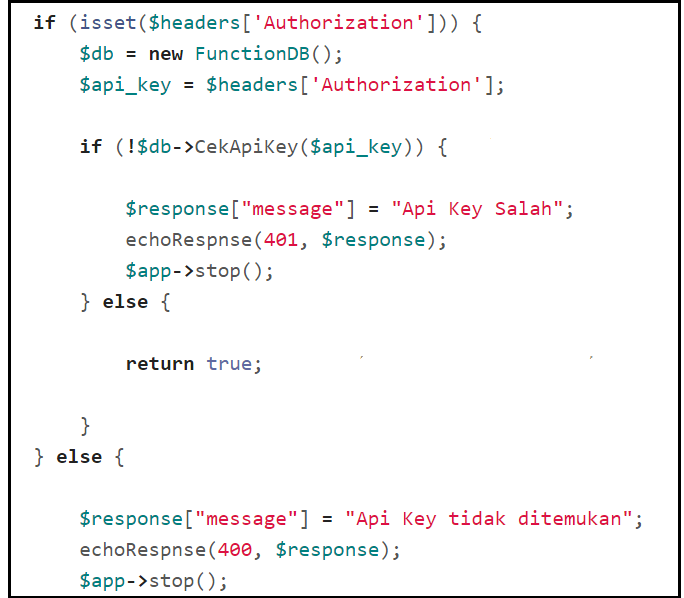 if (isset($headers['Authorization'])) {
$db = new FunctionDB();
$api_key = $headers['Authorization'];
if (!$db->CekApiKey($api_key)) {
$response["message"] = "Api Key Salah";
echoRespnse(401, $response);
$app->stop();
} else {
return true;
}
} else {
$response["message"] = "Api Key tidak ditemukan";
echoRespnse(400, $response);
$app->stop();